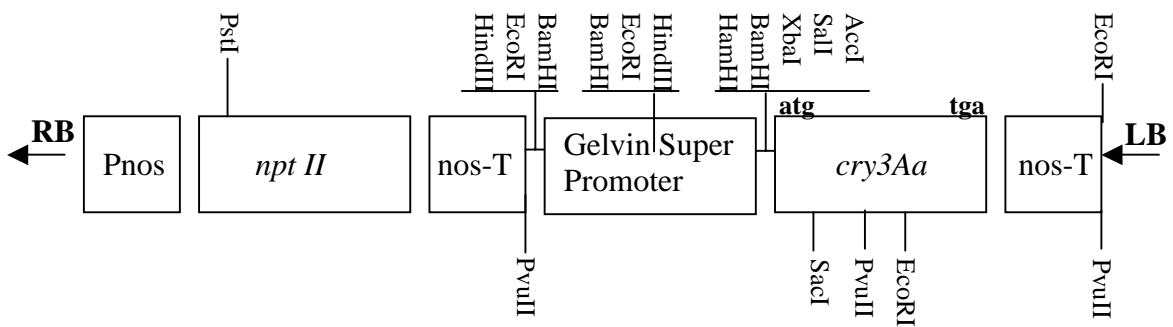 PstI
HindIII
EcoRI
BamHI
BamHI
EcoRI
HindIII
HamHI
BamHI
XbaI
SalI
AccI
EcoRI
RB
atg
tga
LB
Pnos
npt II
nos-T
Gelvin Super
Promoter
cry3Aa
nos-T
PvuII
SacI
PvuII
EcoRI
PvuII